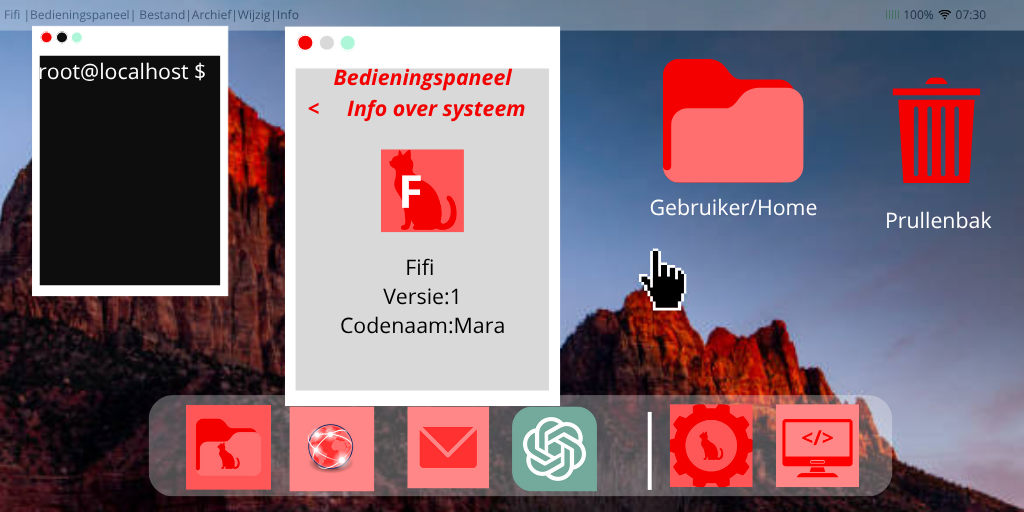 Fifi |Bedieningspaneel| Bestand|Archief|Wijzig|Info
100% 07:30
root@localhost $
Bedieningspaneel
< Info over systeem
F
Fifi
Versie:1
Codenaam:Mara
Gebruiker/Home
Prullenbak
</>